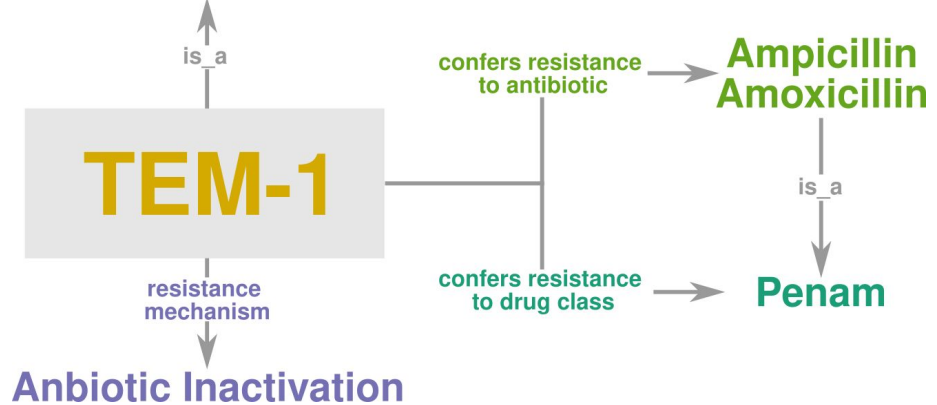 is_a
confers resistance
to antibiotic
Ampicillin
Amoxicillin
TEM-1
is_a
resistance
mechanism
confers resistance
to drug class
Penam
Anbiotic Inactivation